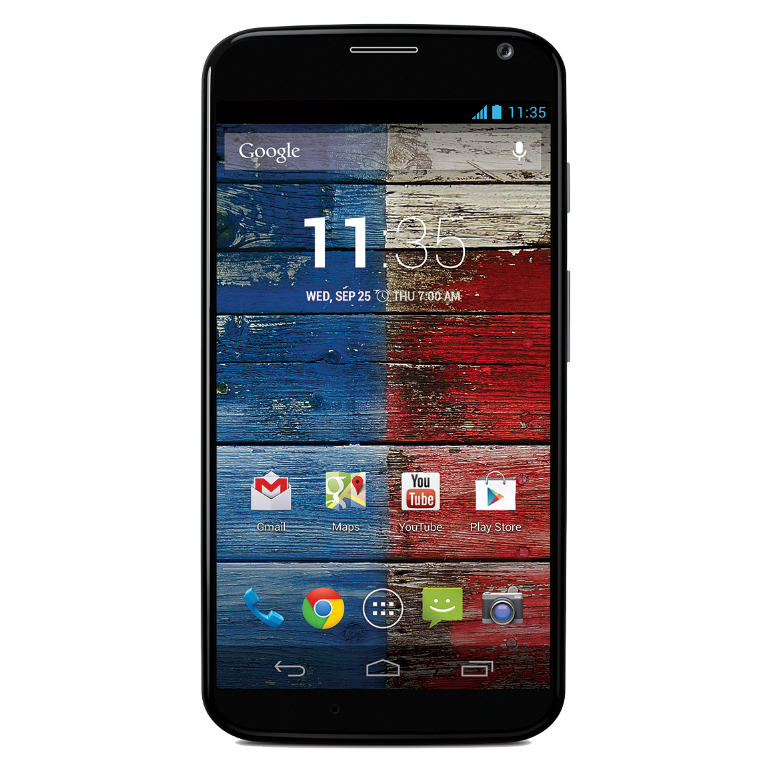 11:35
Google
11:35
WED, SEP 25 THU 7:00 AM
You
Tube
Gmail Maps YouTube Play Store